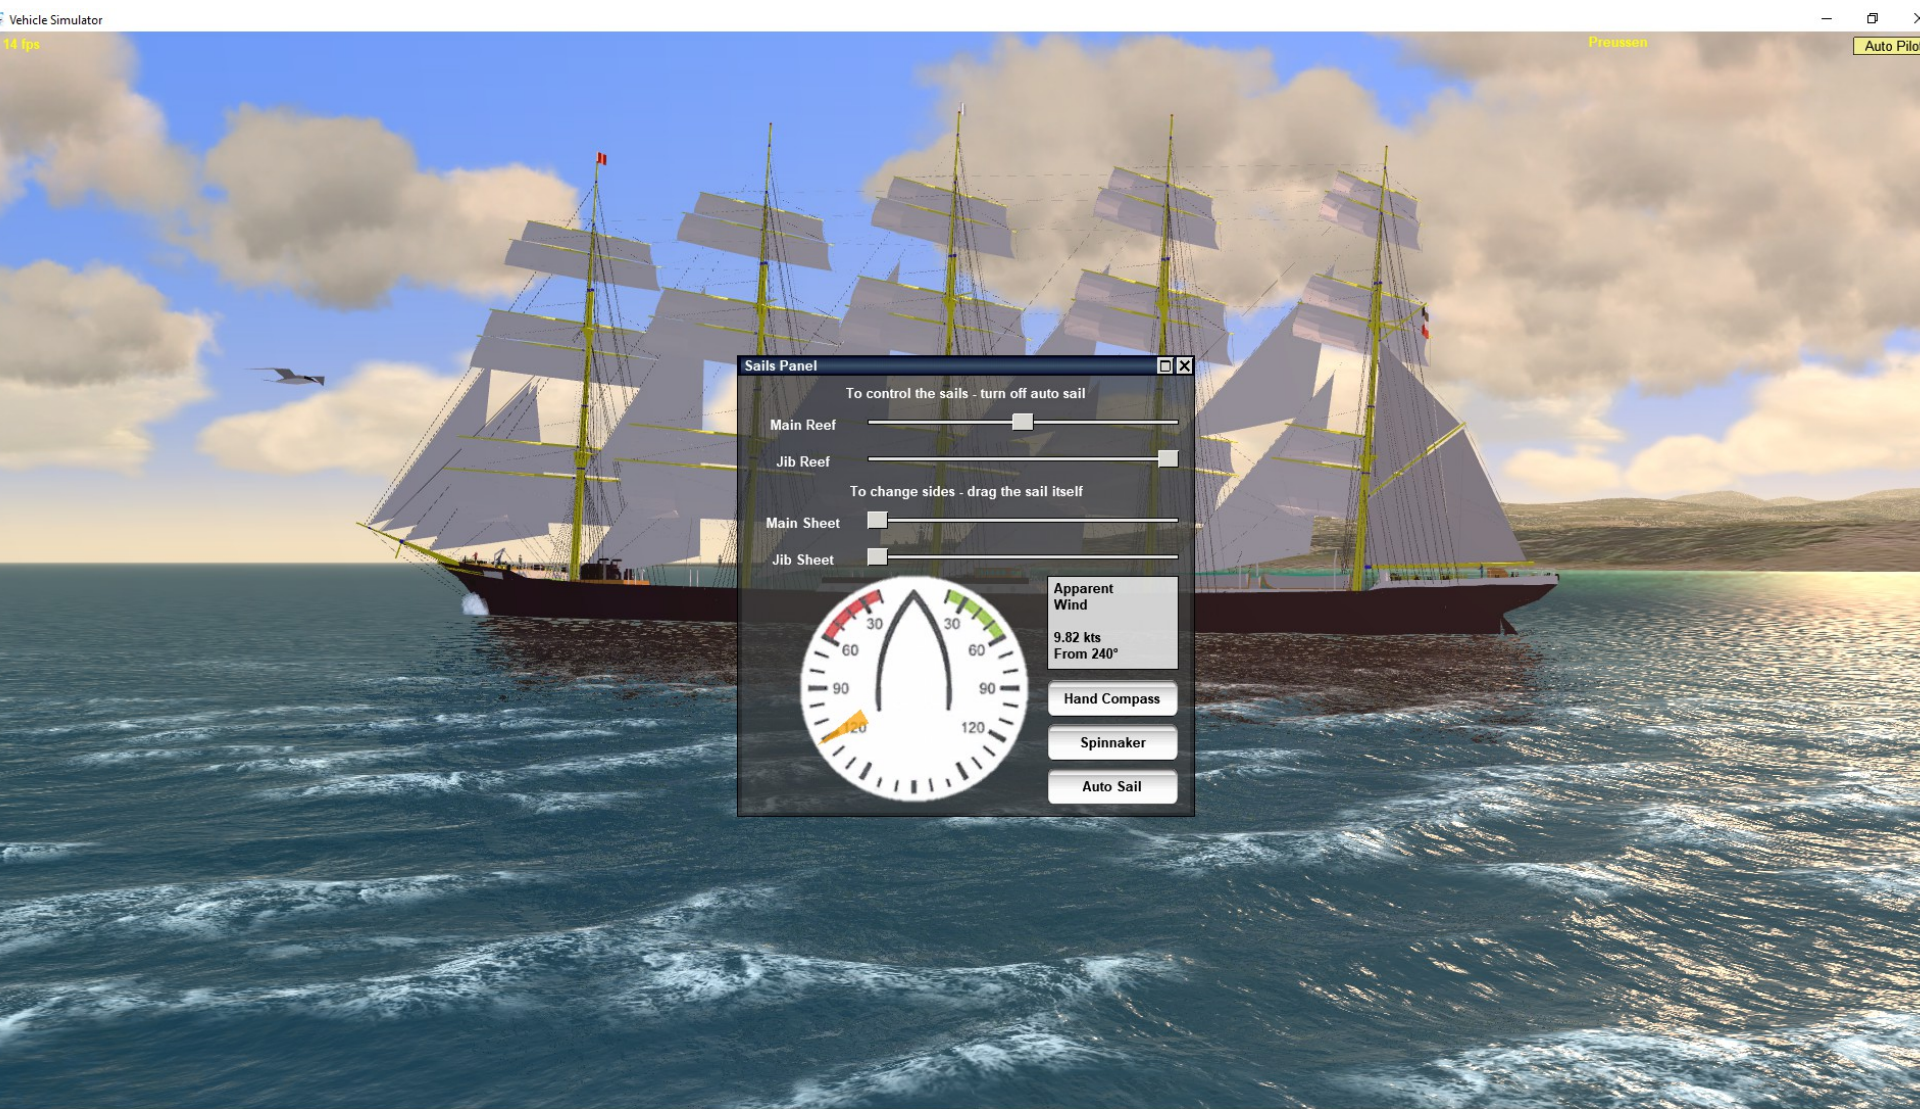 Vehicle Simulator
14 fps
Preussen
Auto Pilo
Sails Panel
To control the sails - turn off auto sail
Main Reef
Jib Reef
To change sides - drag the sail itself
Main Sheet
Jib Sheet
30 30
60 60
90 90
120 120
Apparent
Wind
9.82 kts
From 240°
Hand Compass
Spinnaker
Auto Sail